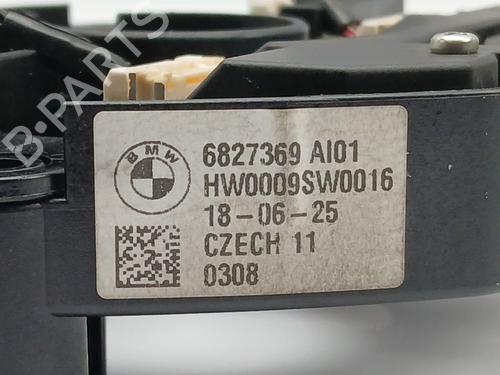 B-PARTS
BMW
6827369 AI01
HW0009SW0016
18-06-25
CZECH 11
0308